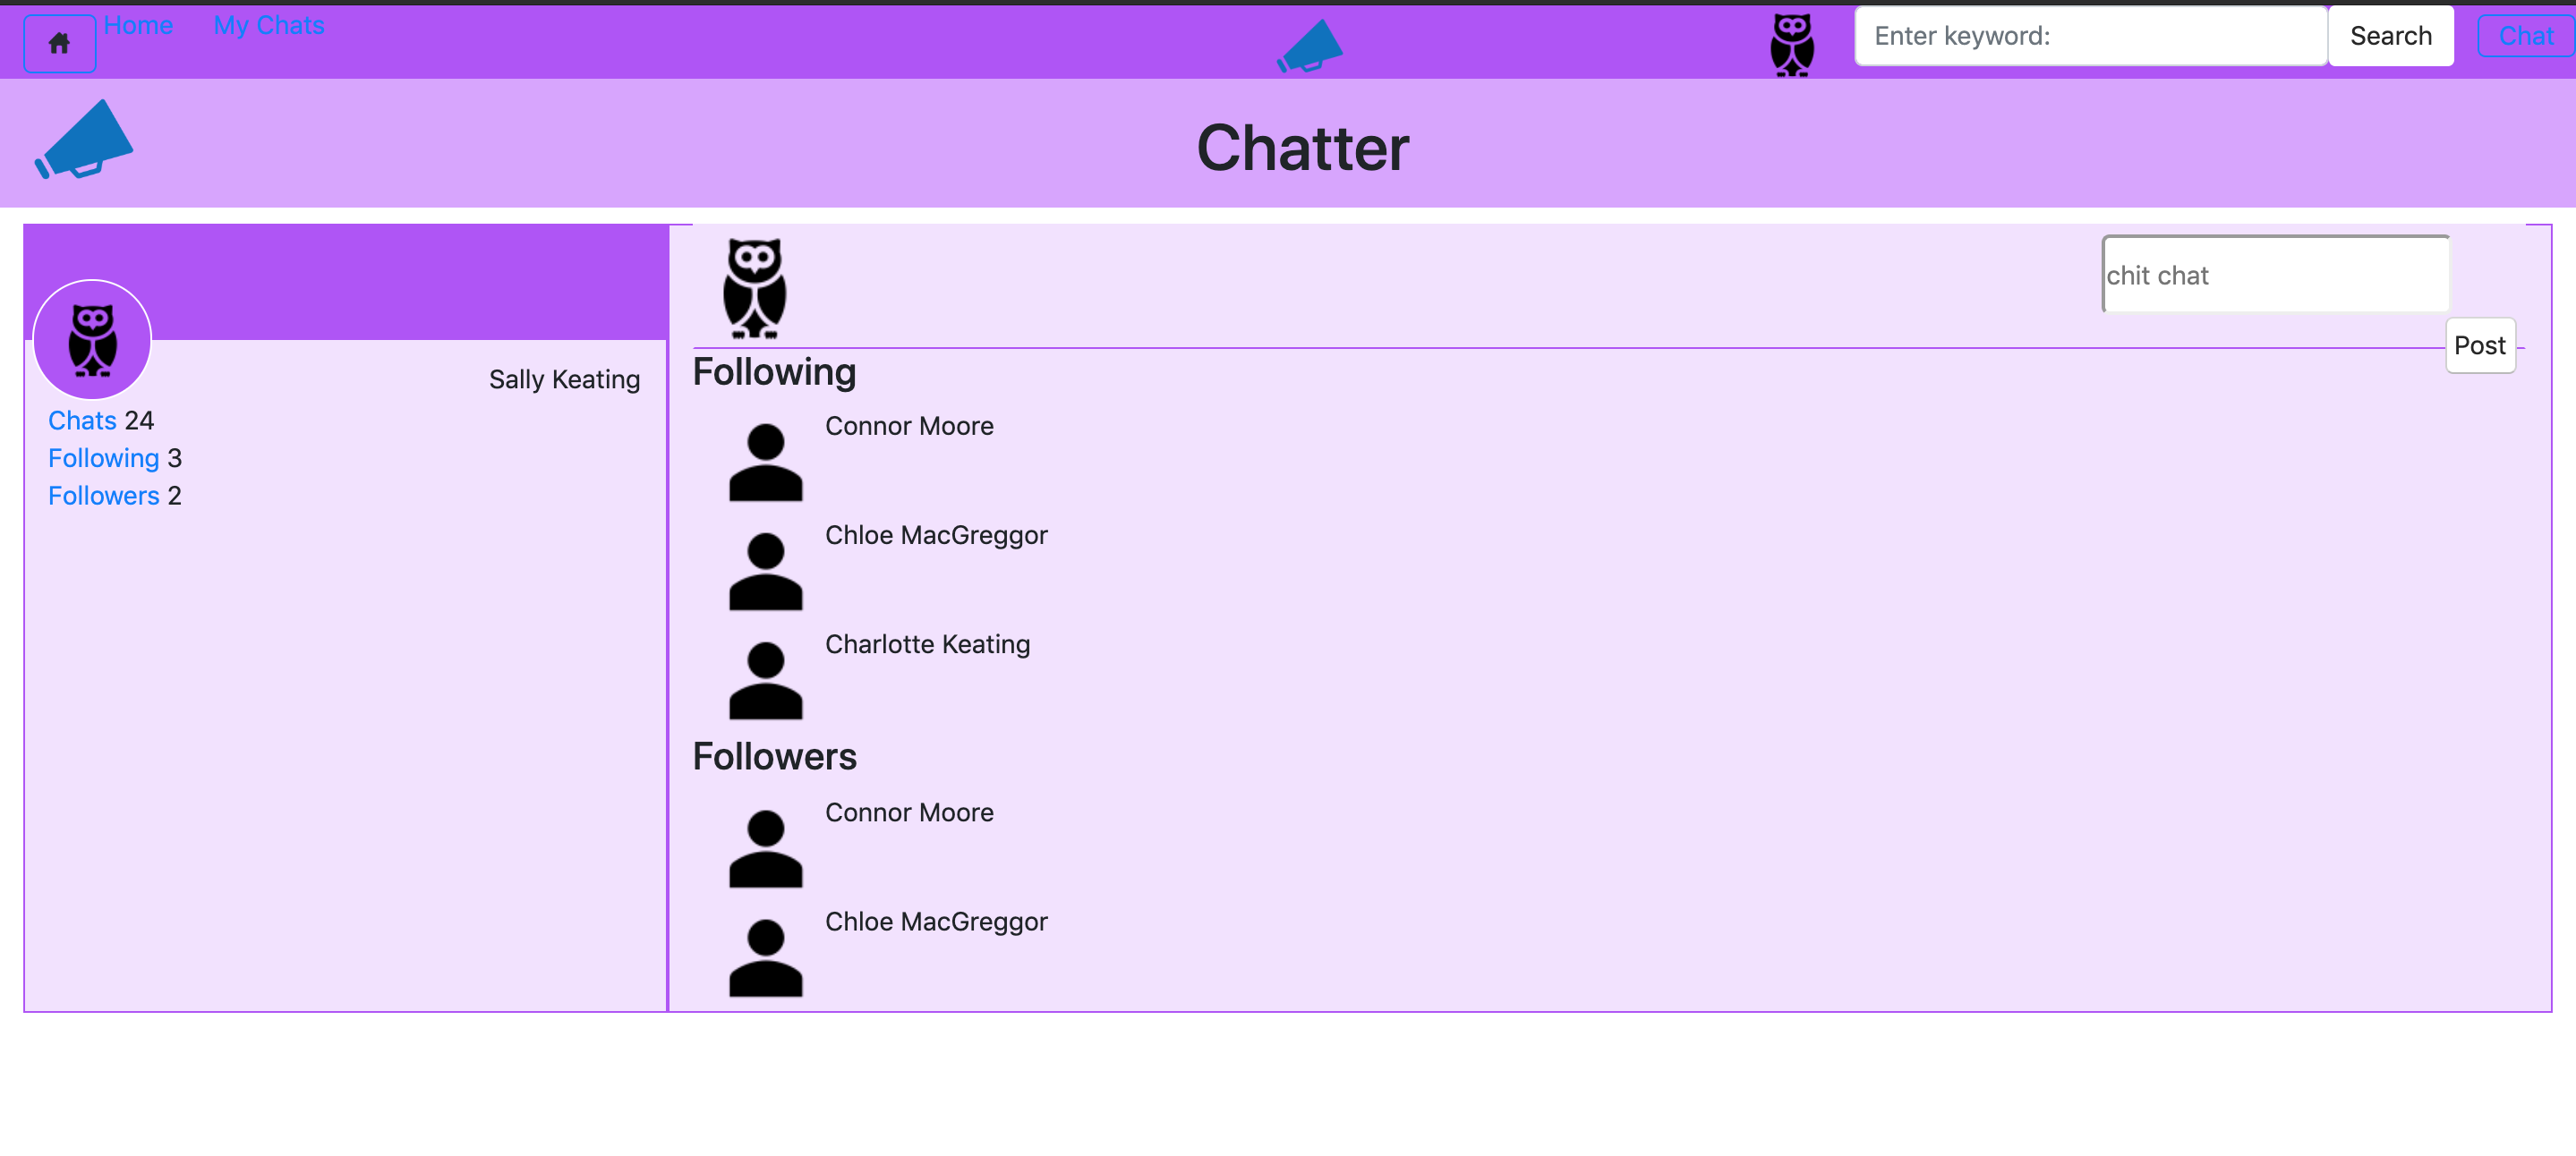 Home My Chats Enter keyword: Search Chat
Chatter
chit chat
Post
Sally Keating
Chats 24
Following 3
Followers 2
Following
Connor Moore
Chloe MacGreggor
Charlotte Keating
Followers
Connor Moore
Chloe MacGreggor